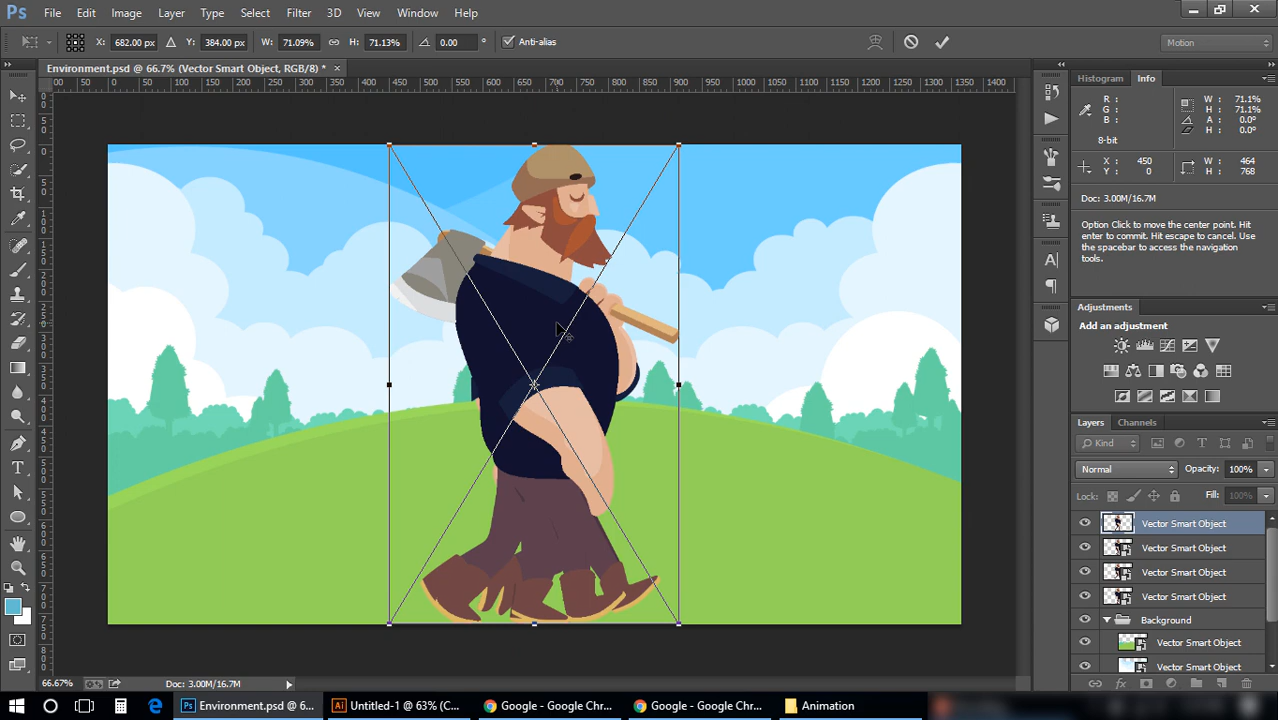 Ps File Edit Image Layer Type Select Filter 3D View Window Help
X: 682.00 px Y: 384.00 px W: 71.09% H: 71.13% 0.00 ° Anti-alias Motion
Environment.psd @ 66.7% (Vector Smart Object, RGB/8) * ×
50 0 50 100 150 200 250 300 350 400 450 500 550 600 650 700 750 800 850 900 950 1000 1050 1100 1150 1200 1250 1300 1350 1400
Histogram Info
R: W: 71.1%
G: H: 71.1%
B: A: 0.0°
0.0°
8-bit
X: 450 W: 464
Y: 0 H: 768
Doc: 3.00M/16.7M
Option Click to move the center point. Hit
enter to commit. Hit escape to cancel. Use
the spacebar to access the navigation
tools.
Adjustments
Add an adjustment
Layers Channels
Kind
Normal Opacity: 100%
Lock: Fill: 100%
Vector Smart Object
Vector Smart Object
Vector Smart Object
Vector Smart Object
Background
Vector Smart Object
Vector Smart Object
66.67% Doc: 3.00M/16.7M
Environment.psd @ 6... Untitled-1 @ 63% (C... Google - Google Chr... Google - Google Chr... Animation